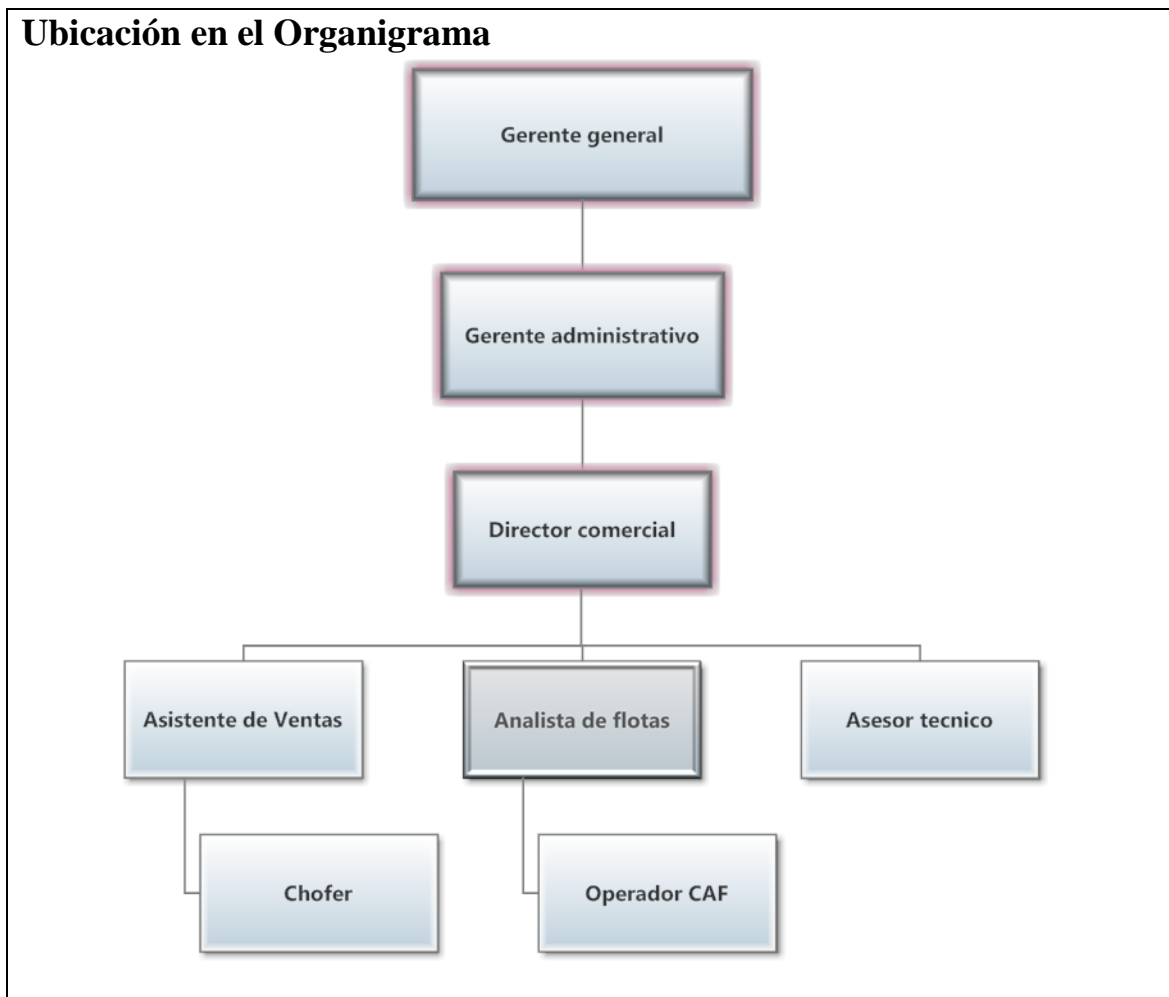 Ubicación en el Organigrama
Gerente general
Gerente administrativo
Director comercial
Asistente de Ventas
Analista de flotas
Asesor tecnico
Chofer
Operador CAF